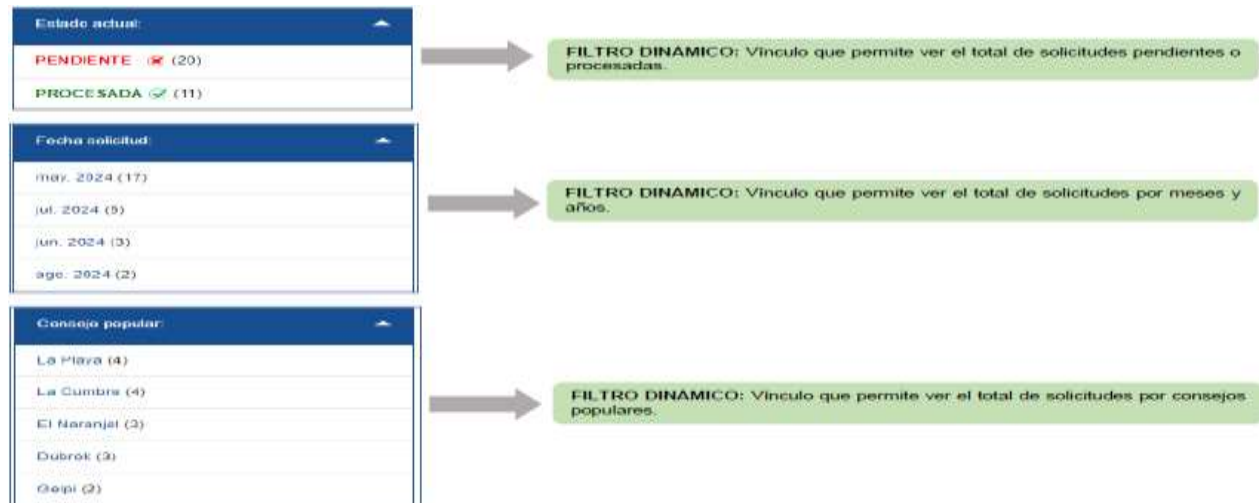 Estado actual:
PENDIENTE (20)
PROCESADA (11)
FILTRO DINÁMICO: Vínculo que permite ver el total de solicitudes pendientes o
procesadas.
Fecha solicitud:
may. 2024 (17)
jul. 2024 (5)
jun. 2024 (3)
ago. 2024 (2)
FILTRO DINÁMICO: Vínculo que permite ver el total de solicitudes por meses y
años.
Consejo popular:
La Playa (4)
La Cumbre (4)
El Naranjal (3)
Dubrok (3)
Gelpi (2)
FILTRO DINÁMICO: Vínculo que permite ver el total de solicitudes por consejos
populares.